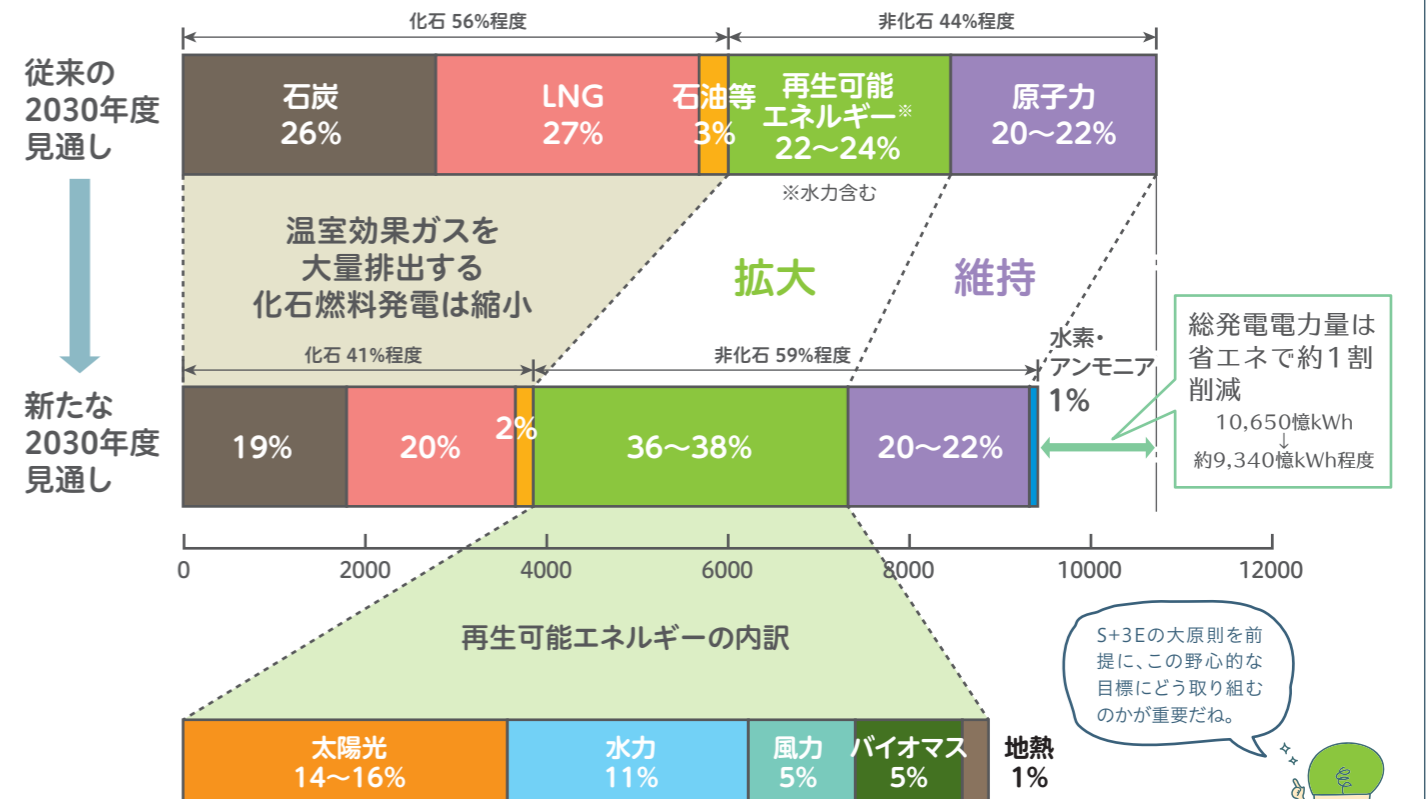 化石 56%程度
非化石 44%程度
従来の
2030年度
見通し
石炭
26%
LNG
27%
石油等
3%
再生可能
エネルギー※
22〜24%
原子力
20〜22%
※水力含む
温室効果ガスを
大量排出する
化石燃料発電は縮小
拡大
維持
化石 41%程度
非化石 59%程度
水素・
アンモニア
1%
総発電電力量は
省エネで約1割
削減
10,650憶kWh
↓
約9,340憶kWh程度
新たな
2030年度
見通し
19%
20%
2%
36〜38%
20〜22%
0
2000
4000
6000
8000
10000
12000
再生可能エネルギーの内訳
S+3Eの大原則を前
提に、この野心的な
目標にどう取り組む
のかが重要だね。
太陽光
14〜16%
水力
11%
風力
5%
バイオマス
5%
地熱
1%